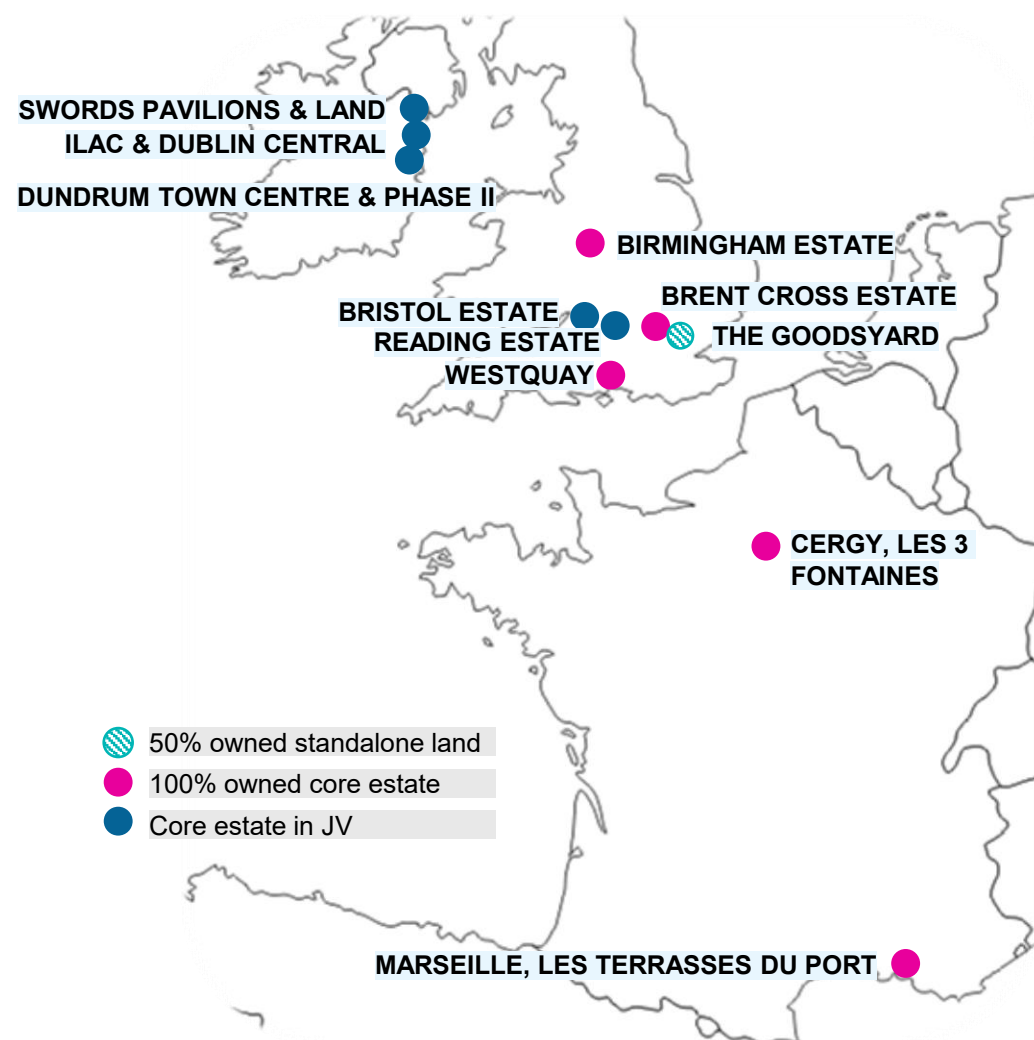 SWORDS PAVILIONS & LAND
ILAC & DUBLIN CENTRAL
DUNDRUM TOWN CENTRE & PHASE II
BIRMINGHAM ESTATE
BRENT CROSS ESTATE
BRISTOL ESTATE
THE GOODSYARD
READING ESTATE
WESTQUAY
CERGY, LES 3
FONTAINES
50% owned standalone land
100% owned core estate
Core estate in JV
MARSEILLE, LES TERRASSES DU PORT